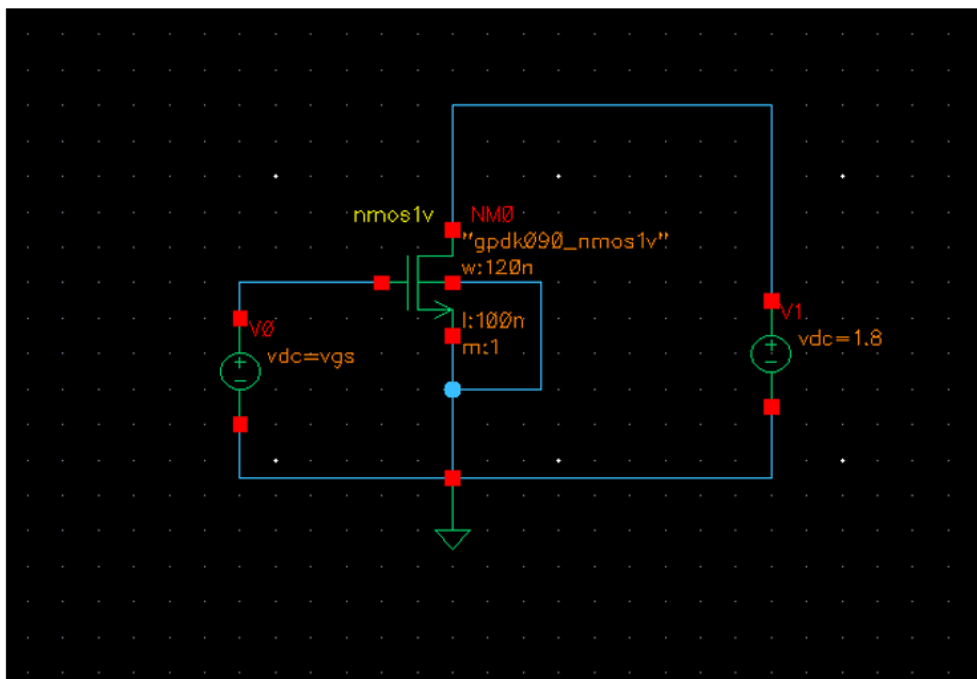 nmos1v
NM0
"gpdk090_nmos1v"
w:120n
l:100n
m:1
V0
vdc=vgs
V1
vdc=1.8